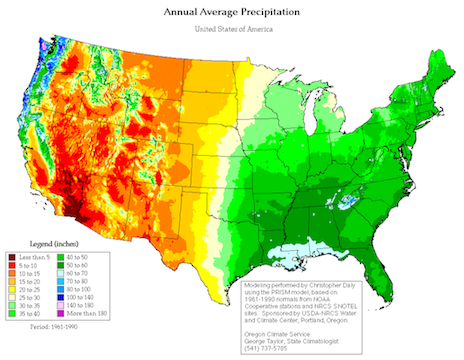 Annual Average Precipitation
United States of America
Legend (inches)
Less than 5
5 to 10
10 to 15
15 to 20
20 to 25
25 to 30
30 to 35
35 to 40
40 to 50
50 to 60
60 to 70
70 to 80
80 to 100
100 to 140
140 to 180
More than 180
Period: 1961-1990
Modeling performed by Christopher Daly
using the PRISM model, based on
1961-1990 normals from NOAA
Cooperative stations and NRCS SNOTEL
sites. Sponsored by USDA-NRCS Water
and Climate Center, Portland, Oregon.
Oregon Climate Service
George Taylor, State Climatologist
(541) 737-5705